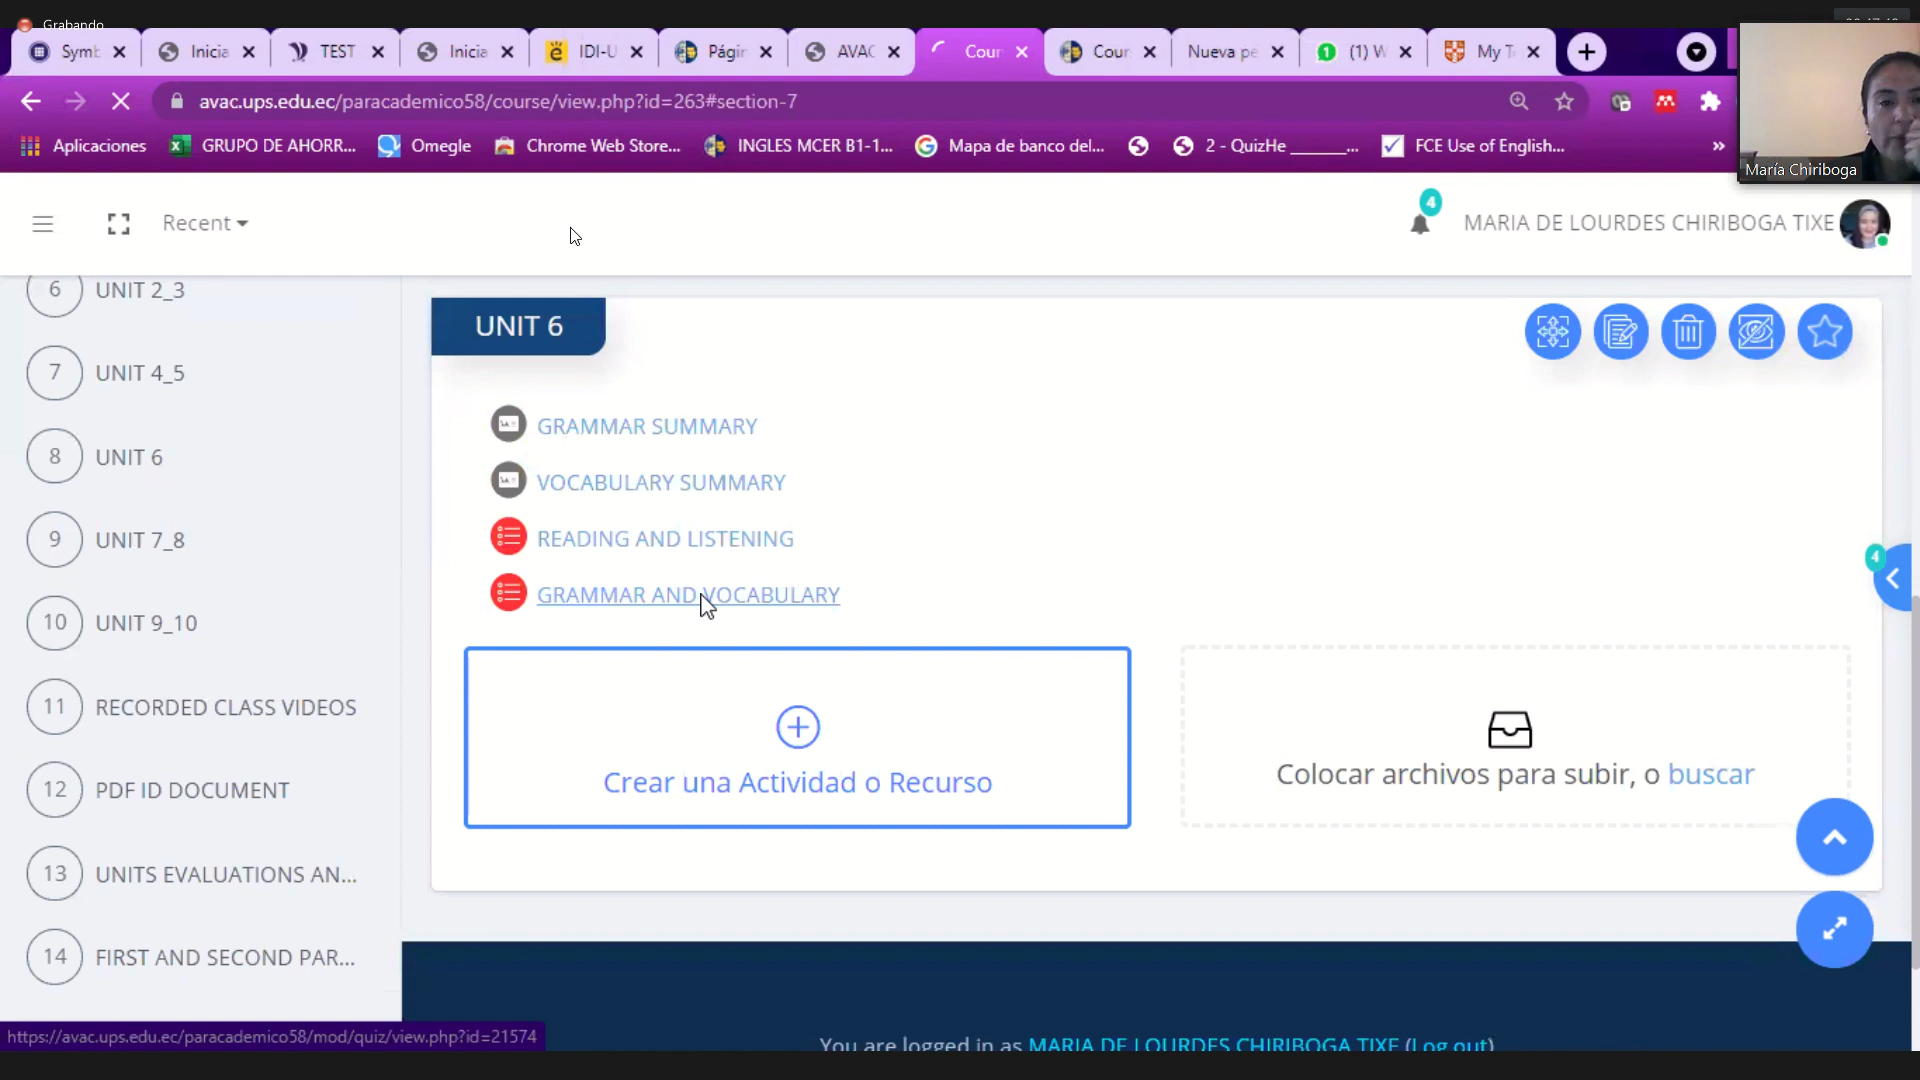 Grabando
Symb
Inicia
TEST
Inicia
IDI-U
Págin
AVAC
Cour
Cour
Nueva pe
(1) W
My T
avac.ups.edu.ec/paracademico58/course/view.php?id=263#section-7
Aplicaciones
GRUPO DE AHORR...
Omegle
Chrome Web Store...
INGLES MCER B1-1...
Mapa de banco del...
2 - QuizHe ______...
FCE Use of English...
»
María Chiriboga
Recent
4
MARIA DE LOURDES CHIRIBOGA TIXE
6 UNIT 2_3
7 UNIT 4_5
8 UNIT 6
9 UNIT 7_8
10 UNIT 9_10
11 RECORDED CLASS VIDEOS
12 PDF ID DOCUMENT
13 UNITS EVALUATIONS AN...
14 FIRST AND SECOND PAR...
UNIT 6
GRAMMAR SUMMARY
VOCABULARY SUMMARY
READING AND LISTENING
GRAMMAR AND VOCABULARY
Crear una Actividad o Recurso
Colocar archivos para subir, o buscar
4
https://avac.ups.edu.ec/paracademico58/mod/quiz/view.php?id=21574
You are logged in as MARIA DE LOURDES CHIRIBOGA TIXE (Log out)